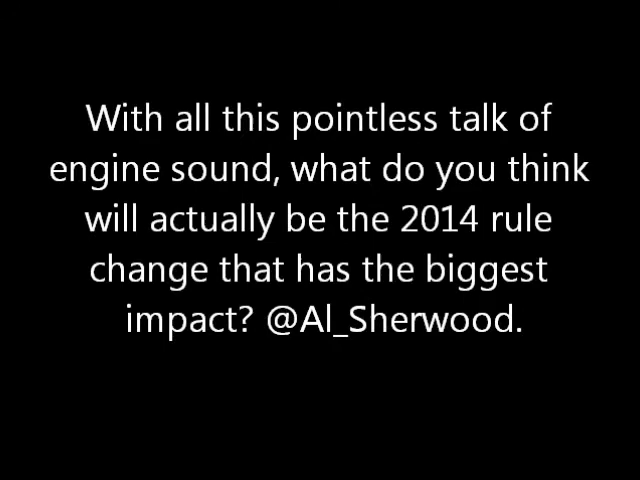 With all this pointless talk of
engine sound, what do you think
will actually be the 2014 rule
change that has the biggest
impact? @Al_Sherwood.